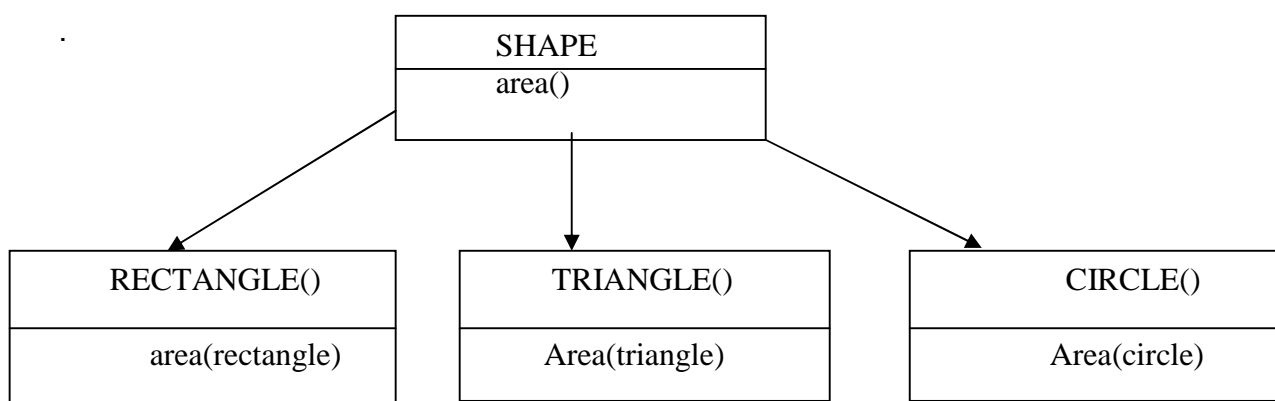 SHAPE
area()
RECTANGLE()
TRIANGLE()
CIRCLE()
area(rectangle)
Area(triangle)
Area(circle)